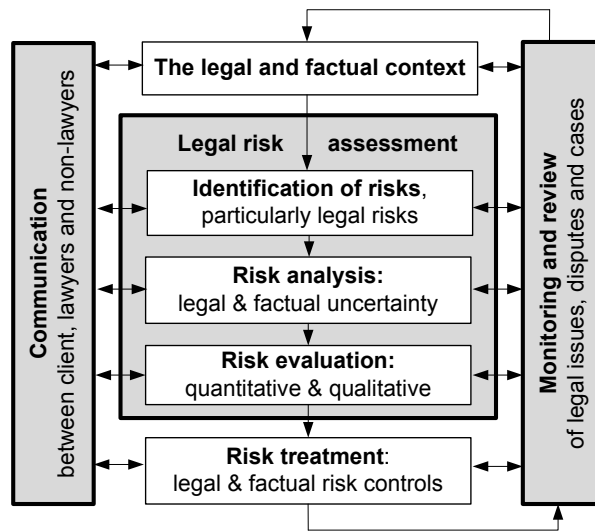 The legal and factual context
Legal risk assessment
Identification of risks,
particularly legal risks
Risk analysis:
legal & factual uncertainty
Risk evaluation:
quantitative & qualitative
Risk treatment:
legal & factual risk controls
Communication
between client, lawyers and non-lawyers
Monitoring and review
of legal issues, disputes and cases